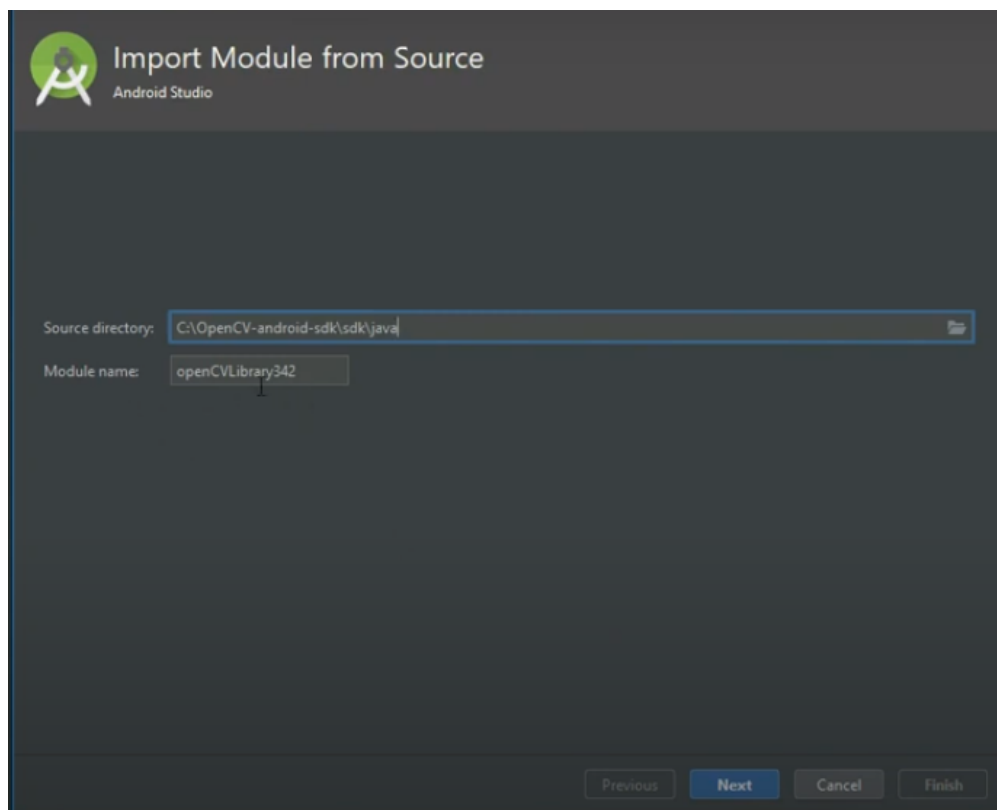 Import Module from Source
Android Studio
Source directory: C:\OpenCV-android-sdk\sdk\java
Module name: openCVLibrary342
Previous Next Cancel Finish